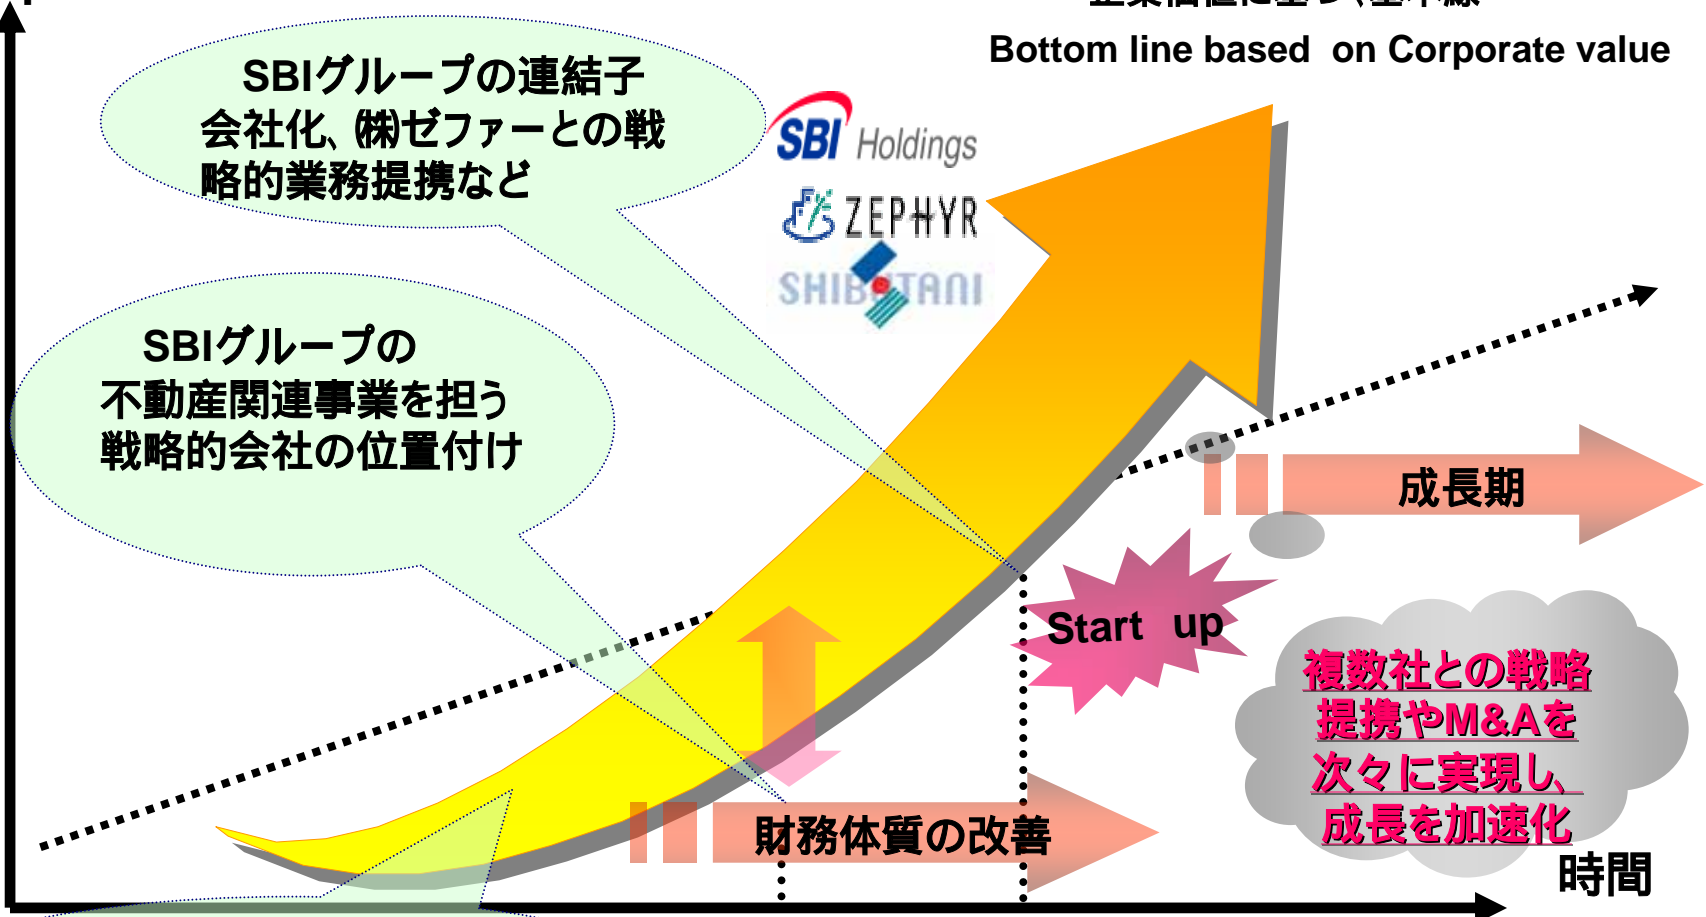 Bottom line based on Corporate value
SBIグループの連結子
会社化、㈱ゼファーとの戦
略的業務提携など
SBI Holdings
ZEPHYR
SHIBUTANI
SBIグループの
不動産関連事業を担う
戦略的会社の位置付け
成長期
Start up
複数社との戦略
提携やM&Aを
次々に実現し、
成長を加速化
財務体質の改善
時間